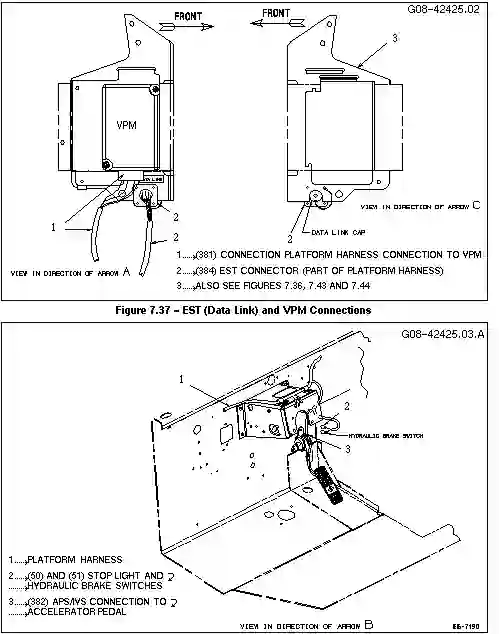 G08-42425.02
FRONT
FRONT
3
VPM
DATA LINK
1
2
2
2
VIEW IN DIRECTION OF ARROW C
DATA LINK CAP
VIEW IN DIRECTION OF ARROW A
1.....(381) CONNECTION PLATFORM HARNESS CONNECTION TO VPM
2.....(384) EST CONNECTOR (PART OF PLATFORM HARNESS)
3.....ALSO SEE FIGURES 7.36, 7.43 AND 7.44
Figure 7.37 – EST (Data Link) and VPM Connections
G08-42425.03.A
1
2
HYDRAULIC BRAKE SWITCH
3
1.....PLATFORM HARNESS
2.....(50) AND (51) STOP LIGHT AND
........HYDRAULIC BRAKE SWITCHES
3.....(382) APS/IVS CONNECTION TO
........ACCELERATOR PEDAL
VIEW IN DIRECTION OF ARROW B